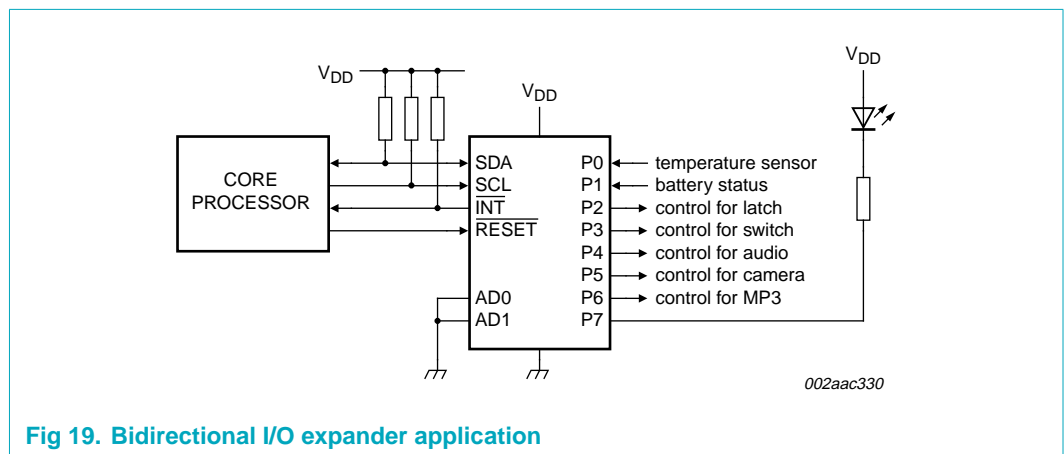 VDD
VDD
VDD
CORE
PROCESSOR
SDA
SCL
INT
RESET
AD0
AD1
P0
P1
P2
P3
P4
P5
P6
P7
temperature sensor
battery status
control for latch
control for switch
control for audio
control for camera
control for MP3
002aac330
Fig 19. Bidirectional I/O expander application